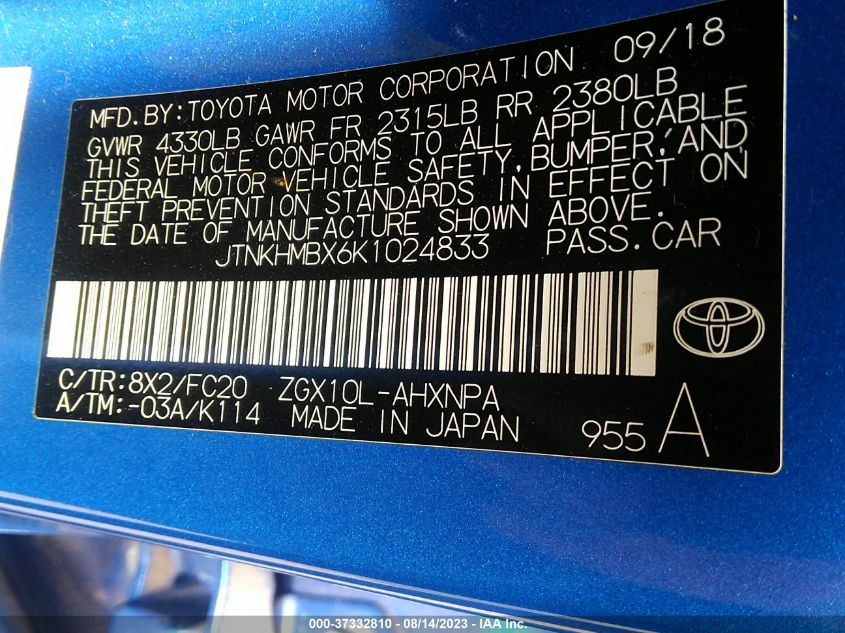 MFD. BY: TOYOTA MOTOR CORPORATION 09/18
GVWR 4330LB GAWR FR 2315LB RR 2380LB
THIS VEHICLE CONFORMS TO ALL APPLICABLE
FEDERAL MOTOR VEHICLE SAFETY, BUMPER, AND
THEFT PREVENTION STANDARDS IN EFFECT ON
THE DATE OF MANUFACTURE SHOWN ABOVE.
JTNKHMBX6K1024833 PASS. CAR
C/TR: 8X2/FC20 ZGX10L-AHXNPA
A/TM: -03A/K114 MADE IN JAPAN 955 A
000-37332810 - 08/14/2023 - IAA Inc.